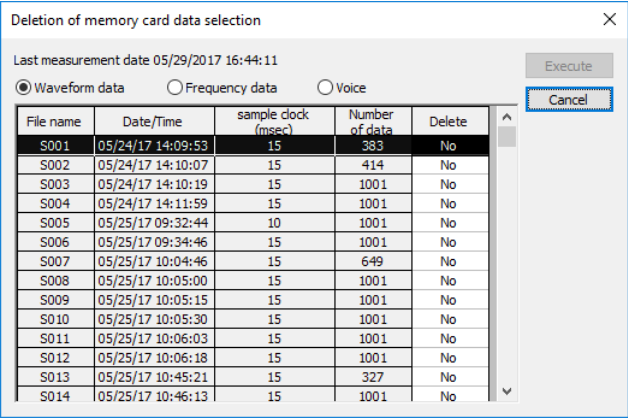 Deletion of memory card data selection
Last measurement date 05/29/2017 16:44:11
Execute
Waveform data Frequency data Voice
Cancel
File name Date/Time sample clock (msec) Number of data Delete
S001 05/24/17 14:09:53 15 383 No
S002 05/24/17 14:10:07 15 414 No
S003 05/24/17 14:10:19 15 1001 No
S004 05/24/17 14:11:59 15 1001 No
S005 05/25/17 09:32:44 10 1001 No
S006 05/25/17 09:34:46 15 1001 No
S007 05/25/17 10:04:46 15 649 No
S008 05/25/17 10:05:00 15 1001 No
S009 05/25/17 10:05:15 15 1001 No
S010 05/25/17 10:05:30 15 1001 No
S011 05/25/17 10:06:03 15 1001 No
S012 05/25/17 10:06:18 15 1001 No
S013 05/25/17 10:45:21 15 327 No
S014 05/25/17 10:46:13 15 1001 No